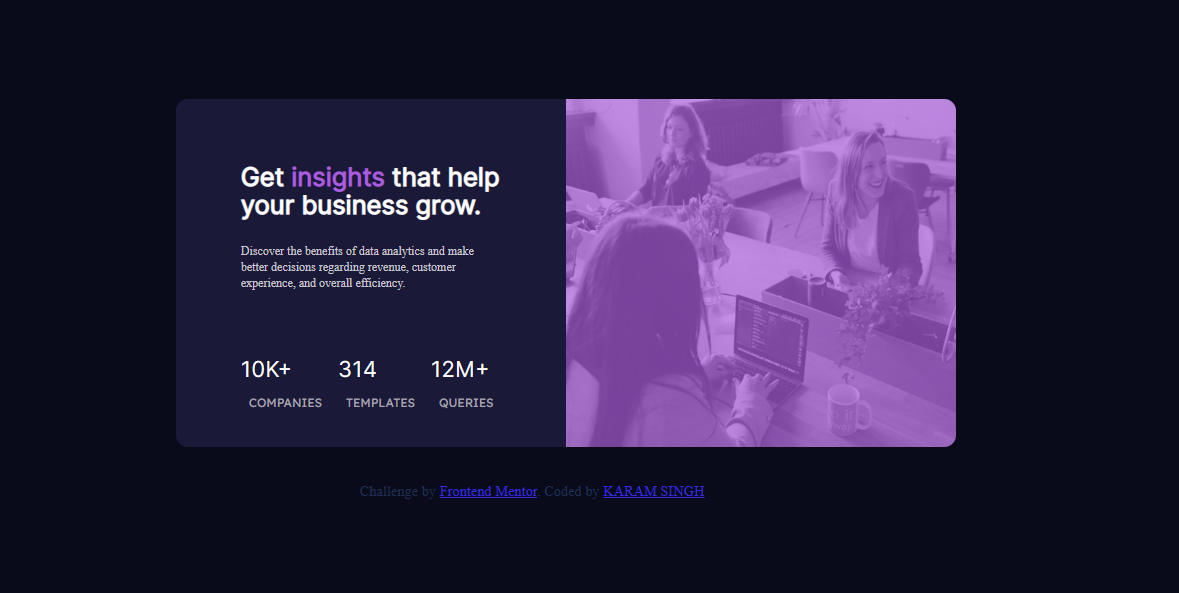 Get insights that help
your business grow.
Discover the benefits of data analytics and make
better decisions regarding revenue, customer
experience, and overall efficiency.
10K+ 314 12M+
COMPANIES TEMPLATES QUERIES
Challenge by Frontend Mentor. Coded by KARAM SINGH